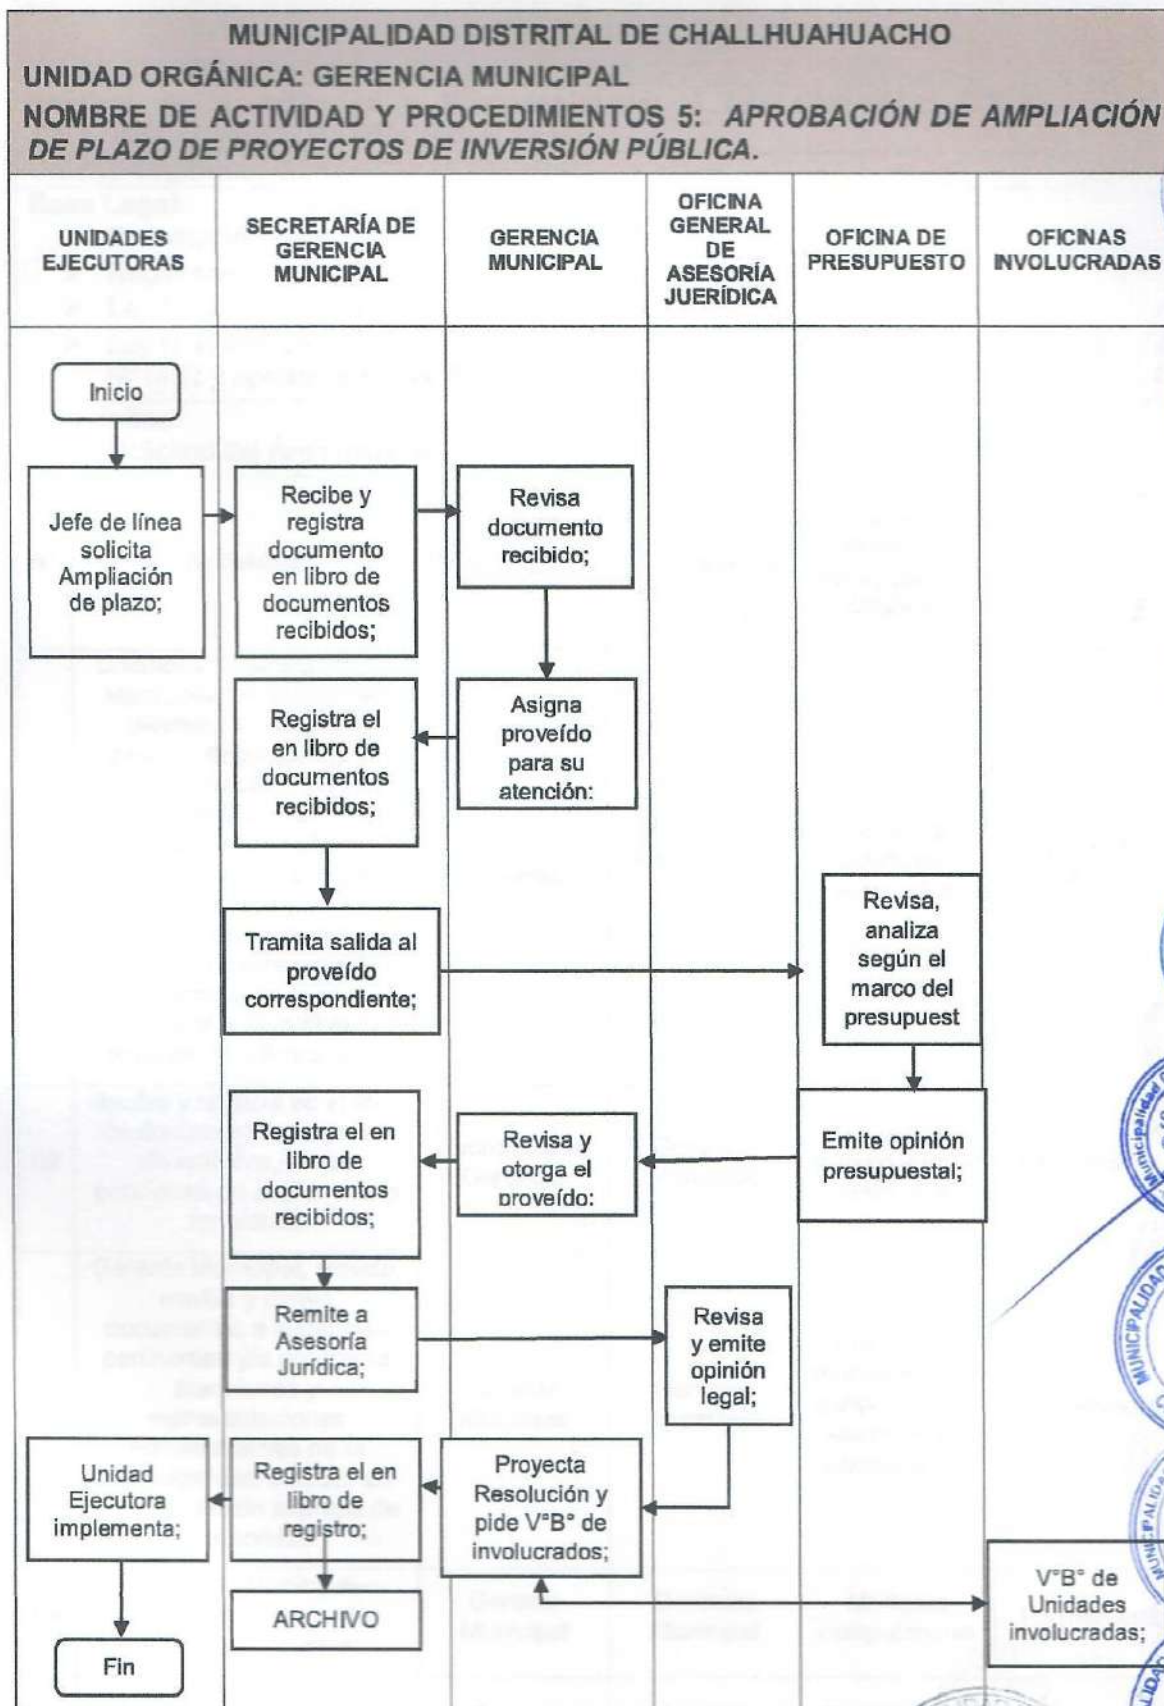 MUNICIPALIDAD DISTRITAL DE CHALLHUAHUACHO
UNIDAD ORGÁNICA: GERENCIA MUNICIPAL
NOMBRE DE ACTIVIDAD Y PROCEDIMIENTOS 5: APROBACIÓN DE AMPLIACIÓN
DE PLAZO DE PROYECTOS DE INVERSIÓN PÚBLICA.
UNIDADES
EJECUTORAS
SECRETARÍA DE
GERENCIA
MUNICIPAL
GERENCIA
MUNICIPAL
OFICINA
GENERAL
DE
ASESORÍA
JUERÍDICA
OFICINA DE
PRESUPUESTO
OFICINAS
INVOLUCRADAS
Inicio
Jefe de línea
solicita
Ampliación
de plazo;
Recibe y
registra
documento
en libro de
documentos
recibidos;
Revisa
documento
recibido;
Registra el
en libro de
documentos
recibidos;
Asigna
proveído
para su
atención:
Tramita salida al
proveído
correspondiente;
Revisa,
analiza
según el
marco del
presupuest
Registra el en
libro de
documentos
recibidos;
Revisa y
otorga el
proveído:
Emite opinión
presupuestal;
Remite a
Asesoría
Jurídica;
Revisa
y emite
opinión
legal;
Unidad
Ejecutora
implementa;
Registra el en
libro de
registro;
Proyecta
Resolución y
pide V°B° de
involucrados;
ARCHIVO
V°B° de
Unidades
involucradas;
Fin
Municipalidad
MUNICIPALIDAD